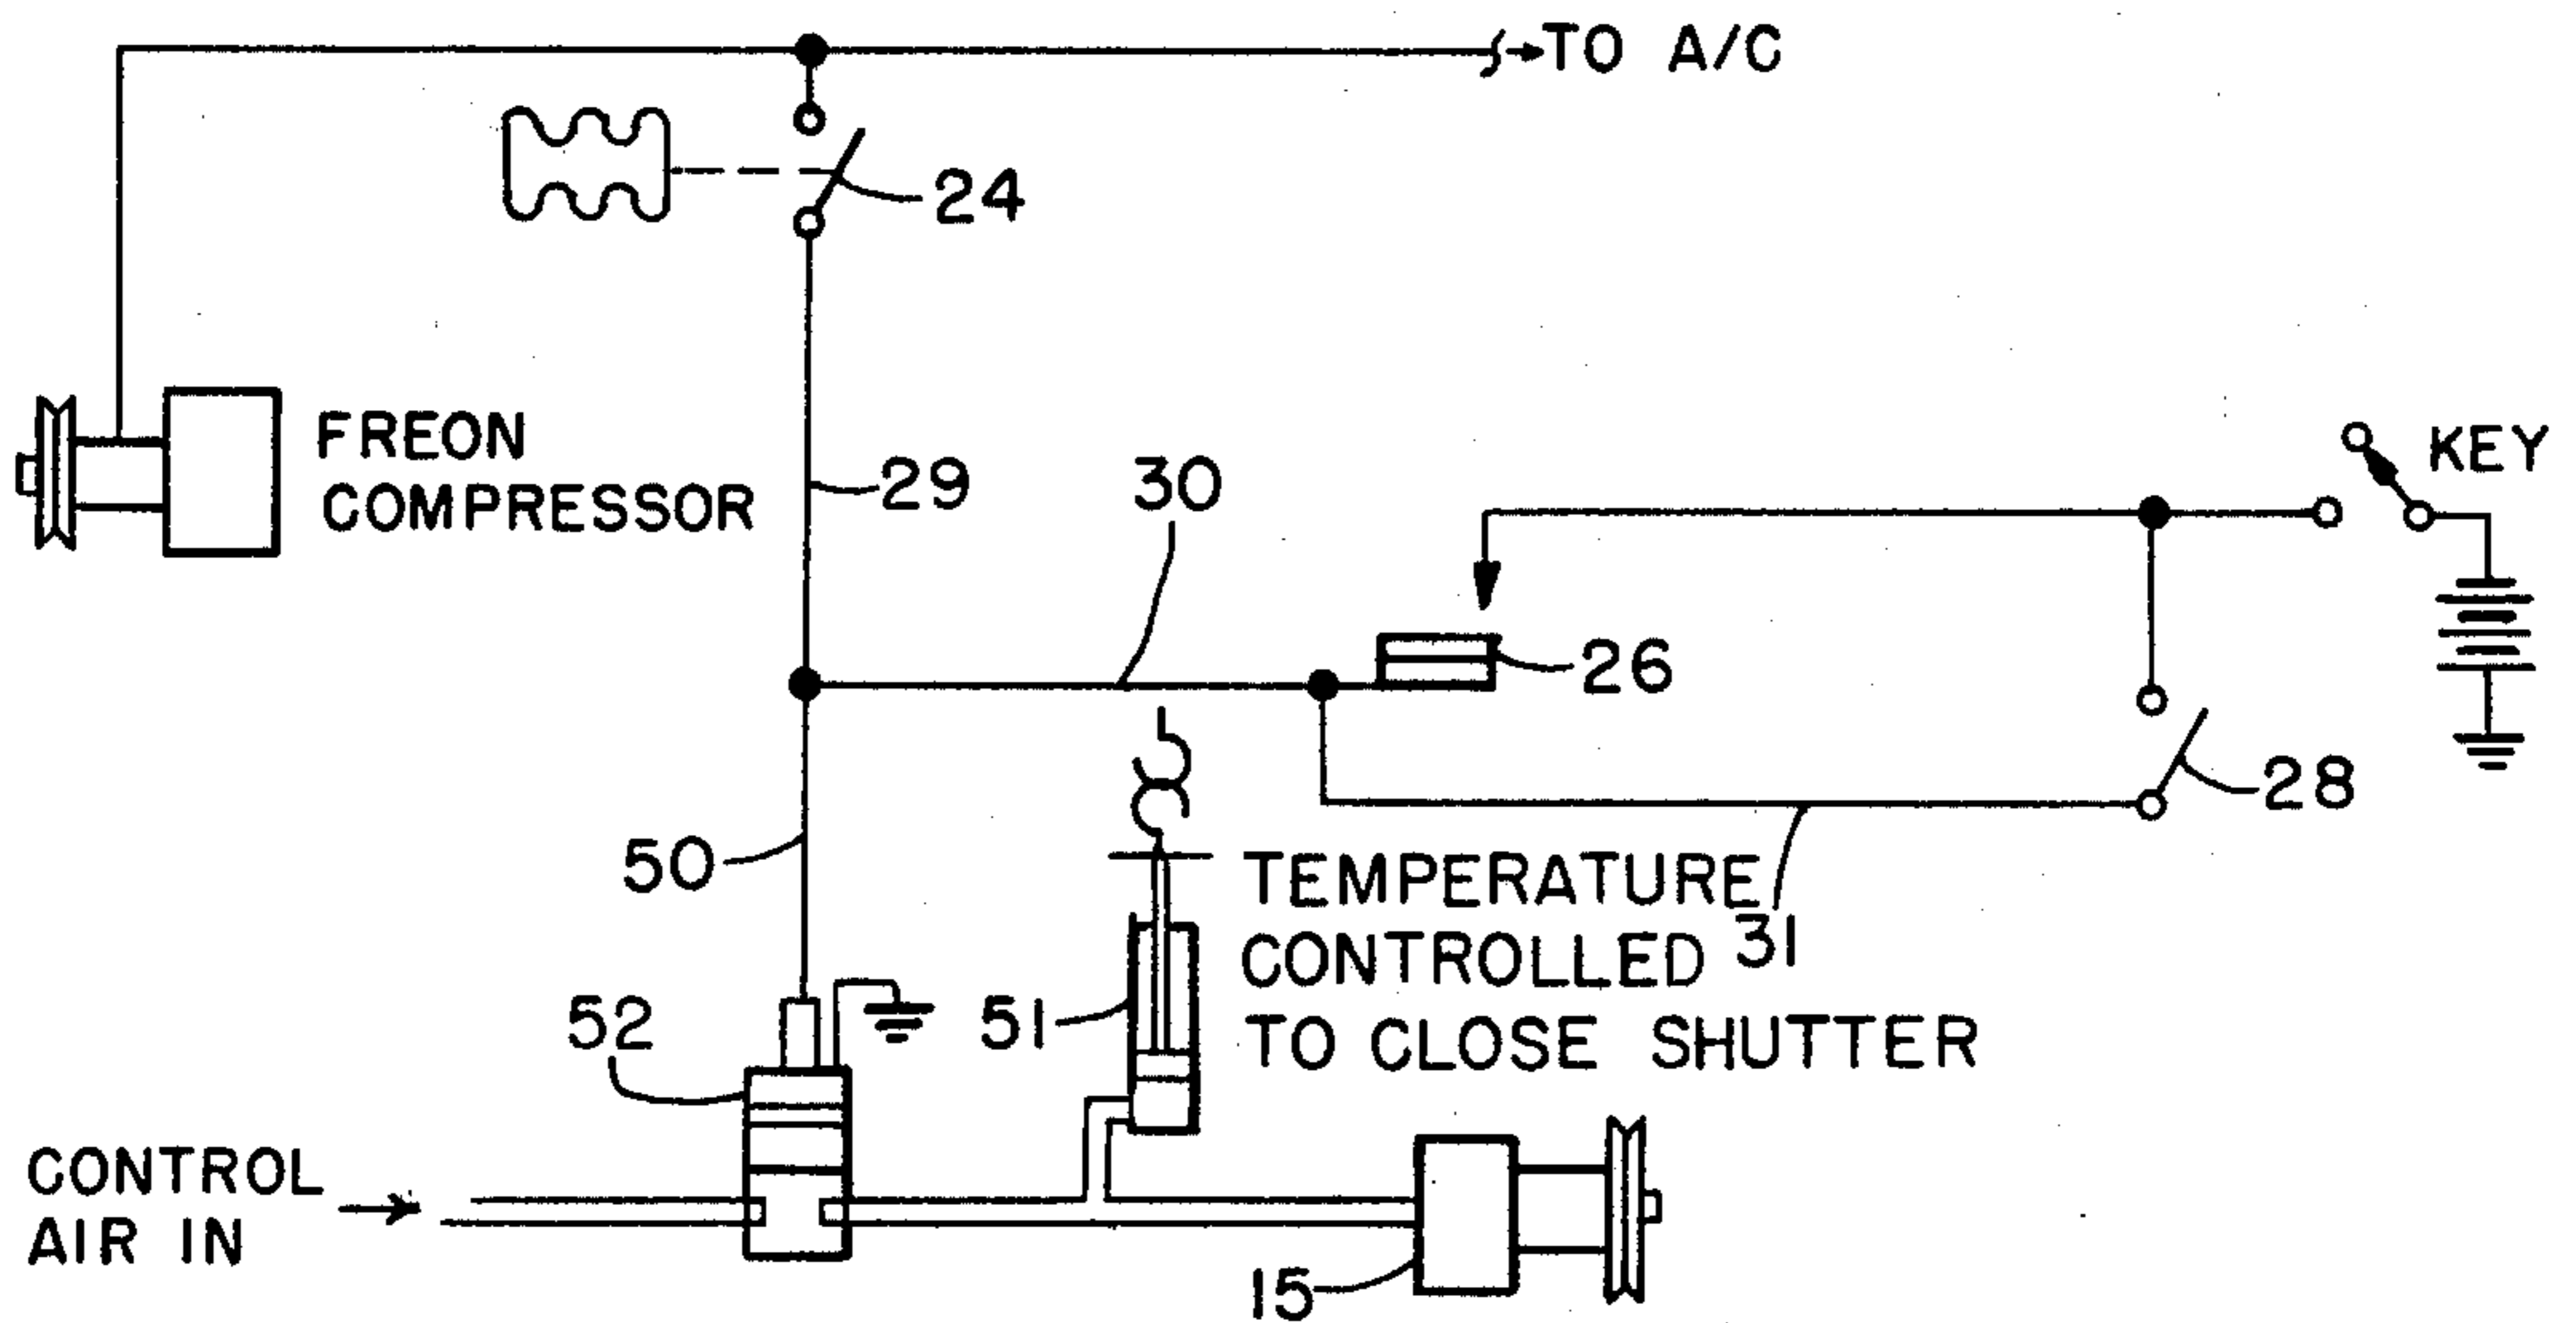 TO A/C
24
FREON
COMPRESSOR
29
30
KEY
26
28
50
TEMPERATURE
CONTROLLED
TO CLOSE SHUTTER
31
51
52
CONTROL
AIR IN
15